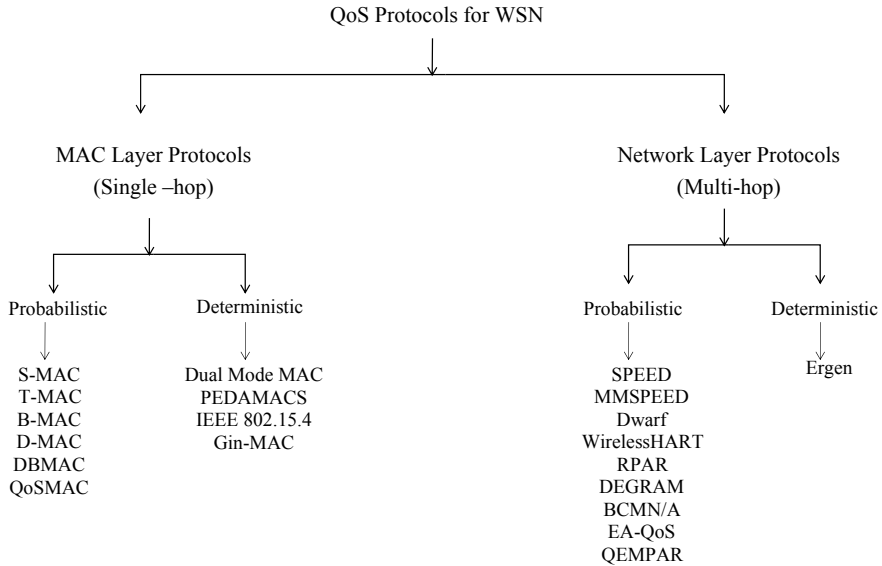 QoS Protocols for WSN
MAC Layer Protocols
(Single –hop)
Network Layer Protocols
(Multi-hop)
Probabilistic
Deterministic
Probabilistic
Deterministic
S-MAC
T-MAC
B-MAC
D-MAC
DBMAC
QoSMAC
Dual Mode MAC
PEDAMACS
IEEE 802.15.4
Gin-MAC
SPEED
MMSPEED
Dwarf
WirelessHART
RPAR
DEGRAM
BCMN/A
EA-QoS
QEMPAR
Ergen